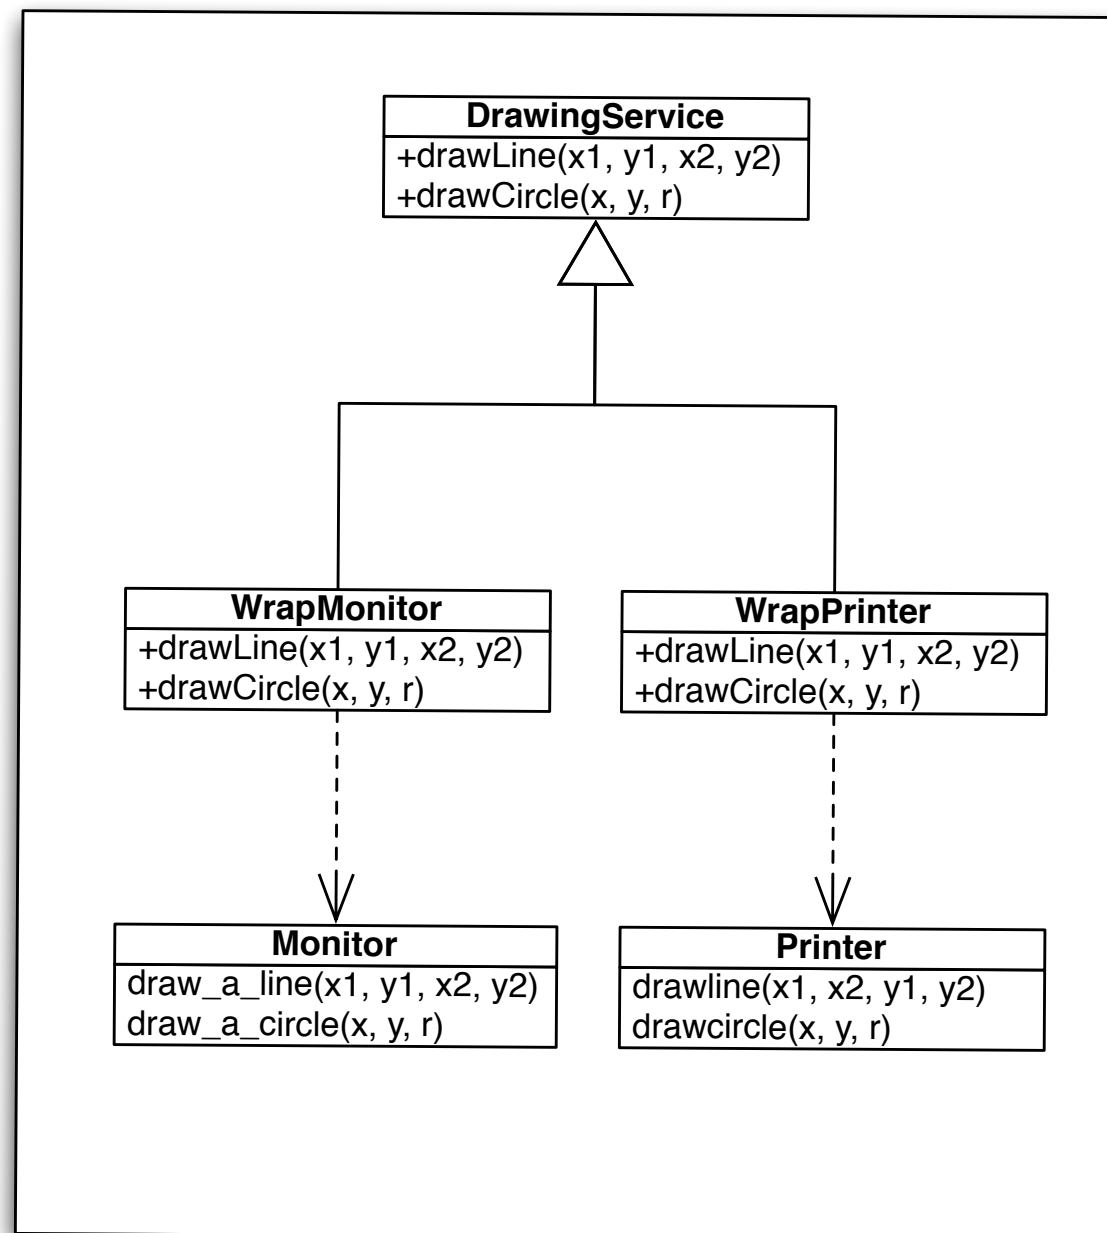 DrawingService
+drawLine(x1, y1, x2, y2)
+drawCircle(x, y, r)
WrapMonitor
+drawLine(x1, y1, x2, y2)
+drawCircle(x, y, r)
WrapPrinter
+drawLine(x1, y1, x2, y2)
+drawCircle(x, y, r)
Monitor
draw_a_line(x1, y1, x2, y2)
draw_a_circle(x, y, r)
Printer
drawline(x1, x2, y1, y2)
drawcircle(x, y, r)